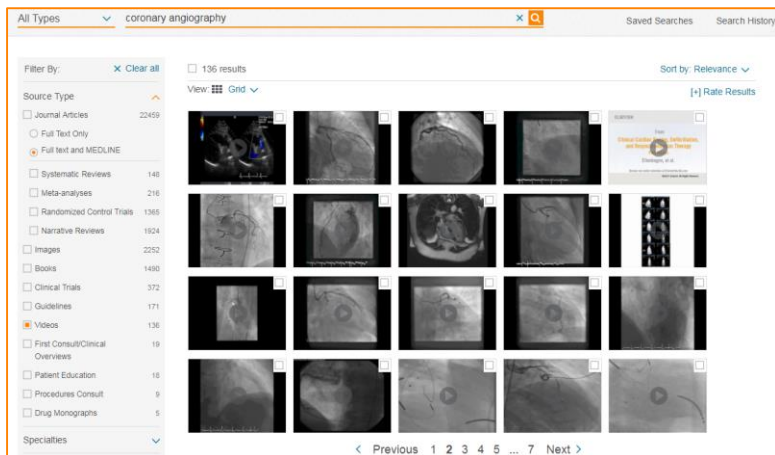 All Types
coronary angiography
Saved Searches
Search History
Filter By:
Clear all
Source Type
Journal Articles 22459
Full Text Only
Full text and MEDLINE
Systematic Reviews 148
Meta-analyses 216
Randomized Control Trials 1365
Narrative Reviews 1924
Images 2252
Books 1490
Clinical Trials 372
Guidelines 171
Videos 136
First Consult/Clinical 19
Overviews
Patient Education 18
Procedures Consult 9
Drug Monographs 5
Specialties
136 results
Sort by: Relevance
View: Grid
[+] Rate Results
ELSEVIER
From
Previous 1 2 3 4 5 ... 7 Next